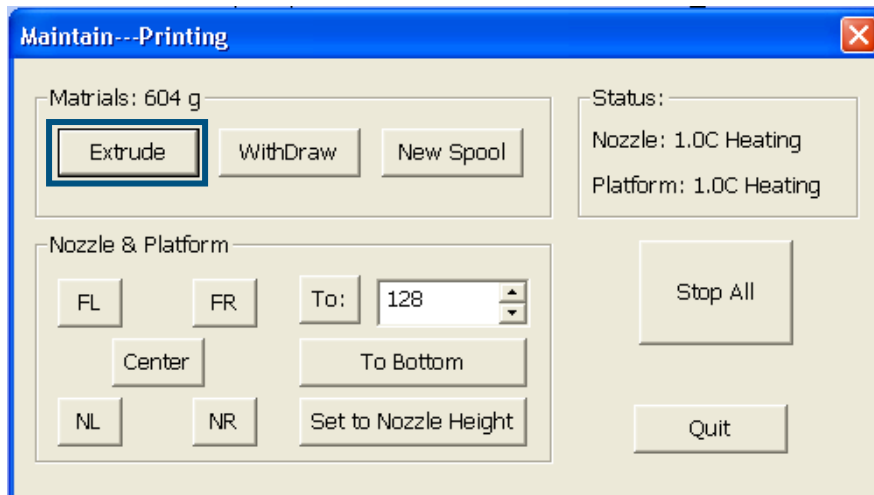 Maintain---Printing
Matrials: 604 g
Extrude
WithDraw
New Spool
Status:
Nozzle: 1.0C Heating
Platform: 1.0C Heating
Nozzle & Platform
FL
FR
To:
128
Center
To Bottom
NL
NR
Set to Nozzle Height
Stop All
Quit